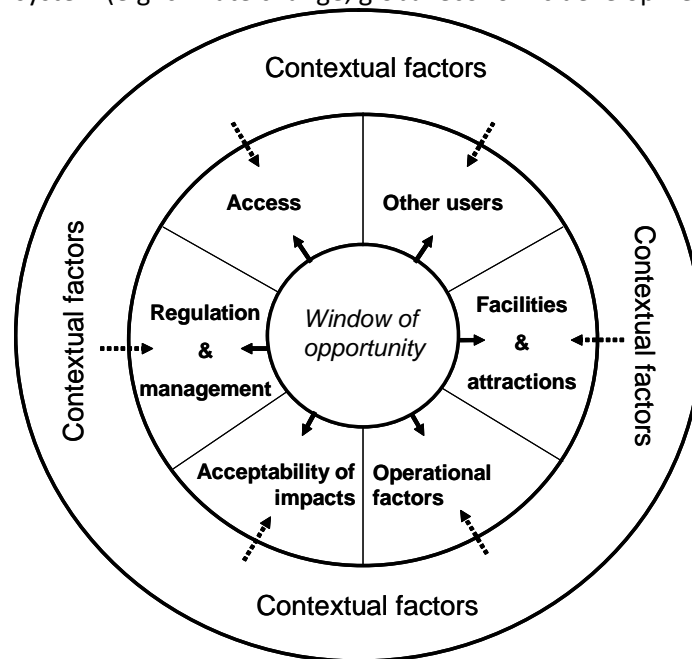 Contextual factors
Access
Other users
Contextual factors
Regulation
&
management
Window of
opportunity
Facilities
&
attractions
Contextual factors
Acceptability of
impacts
Operational
factors
Contextual factors